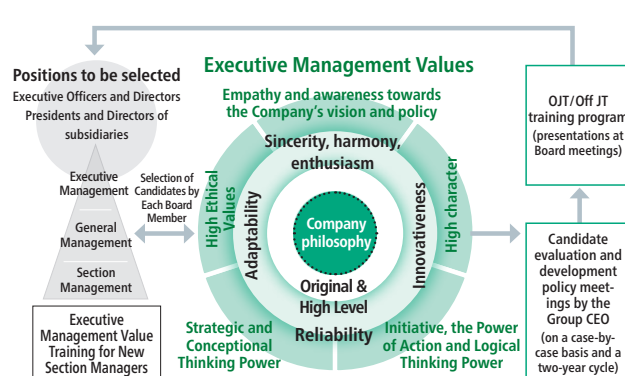 Executive Management Values
Positions to be selected
Executive Officers and Directors
Presidents and Directors of
subsidiaries
Executive
Management
General
Management
Section
Management
Executive
Management Value
Training for New
Section Managers
Selection of
Candidates by
Each Board
Member
Empathy and awareness towards
the Company's vision and policy
High Ethical
Values
High character
Strategic and
Conceptional
Thinking Power
Initiative, the Power
of Action and Logical
Thinking Power
Sincerity, harmony,
enthusiasm
Adaptability
Innovativeness
Company
philosophy
Original &
High Level
Reliability
OJT/Off JT
training program
(presentations at
Board meetings)
Candidate
evaluation and
development
policy meet-
ings by the
Group CEO
(on a case-by-
case basis and a
two-year cycle)